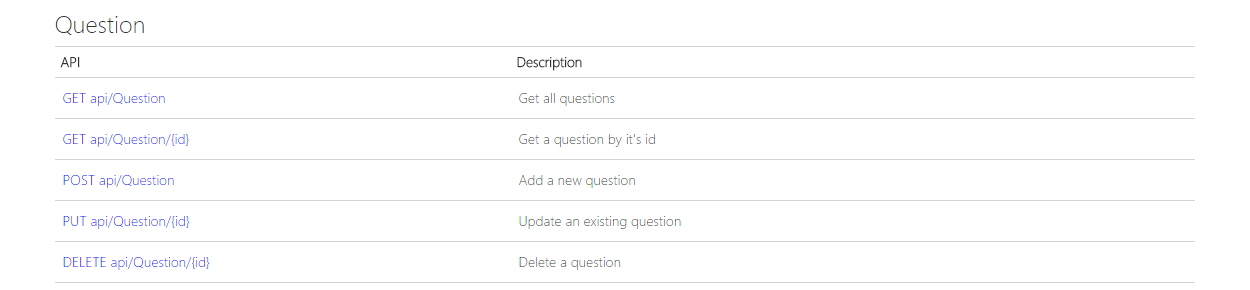 Question
API Description
GET api/Question Get all questions
GET api/Question/{id} Get a question by it's id
POST api/Question Add a new question
PUT api/Question/{id} Update an existing question
DELETE api/Question/{id} Delete a question